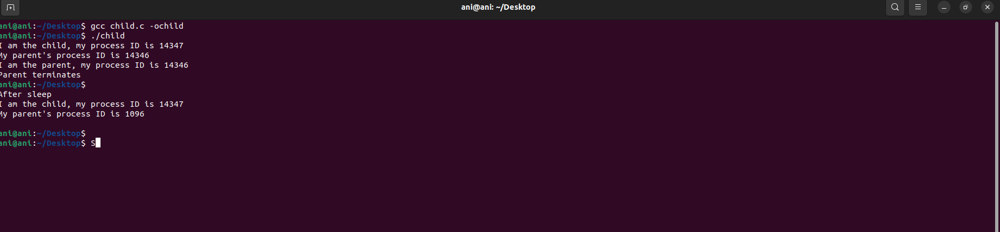 ani@ani: ~/Desktop
ani@ani:~/Desktop$ gcc child.c -ochild
ani@ani:~/Desktop$ ./child
I am the child, my process ID is 14347
My parent's process ID is 14346
I am the parent, my process ID is 14346
Parent terminates
ani@ani:~/Desktop$
After sleep
I am the child, my process ID is 14347
My parent's process ID is 1096
ani@ani:~/Desktop$
ani@ani:~/Desktop$ S